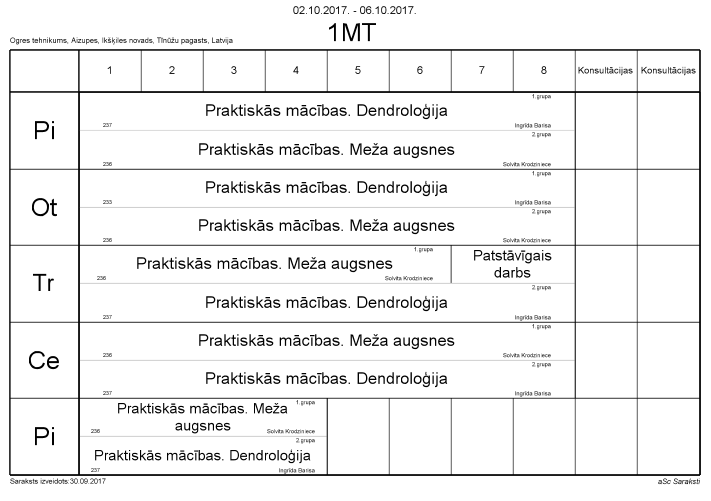 02.10.2017. - 06.10.2017.
1MT
Ogres tehnikums, Aizupes, Ikšķiles novads, Tīnūžu pagasts, Latvija
1 2 3 4 5 6 7 8 Konsultācijas Konsultācijas
Pi
1.grupa
Praktiskās mācības. Dendroloģija
237 Ingrīda Barisa
2.grupa
Praktiskās mācības. Meža augsnes
236 Solvita Krodziniece
Ot
1.grupa
Praktiskās mācības. Dendroloģija
233 Ingrīda Barisa
2.grupa
Praktiskās mācības. Meža augsnes
236 Solvita Krodziniece
Tr
1.grupa
Praktiskās mācības. Meža augsnes
236 Solvita Krodziniece
Patstāvīgais
darbs
2.grupa
Praktiskās mācības. Dendroloģija
237 Ingrīda Barisa
Ce
1.grupa
Praktiskās mācības. Meža augsnes
236 Solvita Krodziniece
2.grupa
Praktiskās mācības. Dendroloģija
237 Ingrīda Barisa
Pi
1.grupa
Praktiskās mācības. Meža
augsnes
236 Solvita Krodziniece
2.grupa
Praktiskās mācības. Dendroloģija
237 Ingrīda Barisa
Saraksts izveidots:30.09.2017 aSc Saraksti